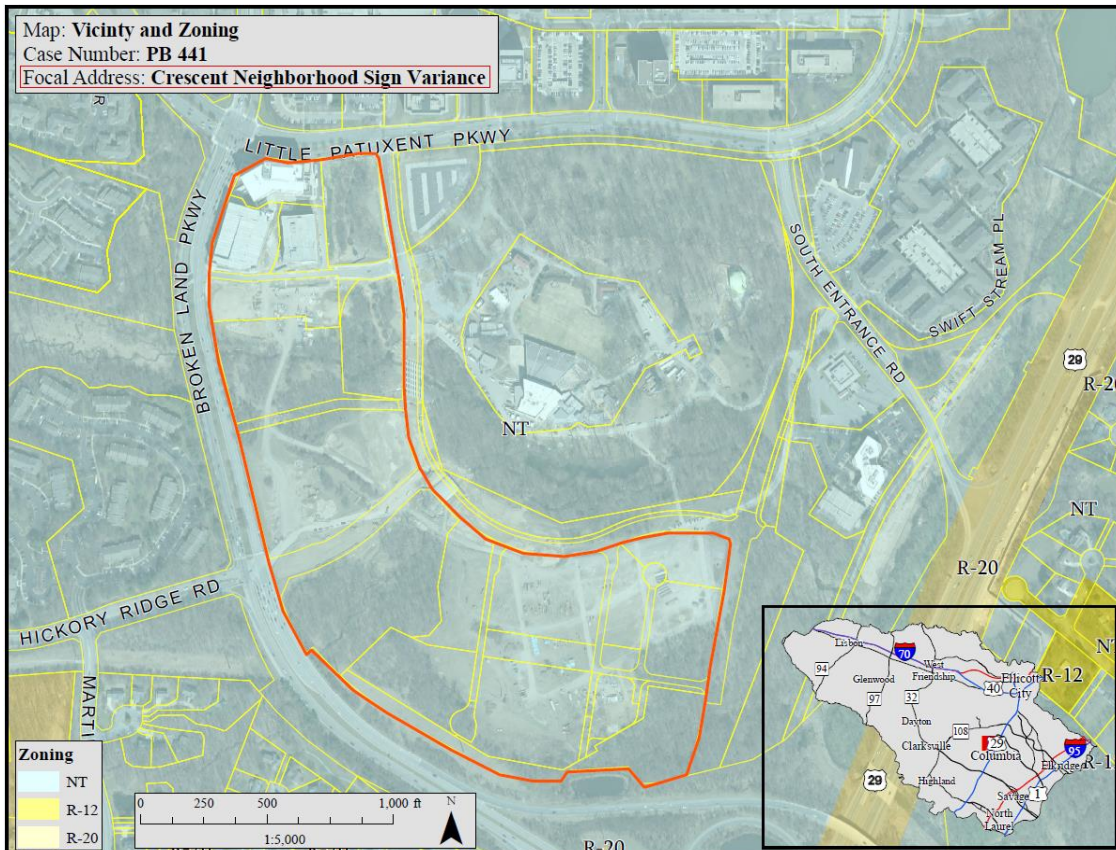 Map: Vicinty and Zoning
Case Number: PB 441
Focal Address: Crescent Neighborhood Sign Variance
R
LITTLE PATUXENT PKWY
BROKEN LAND PKWY
SOUTH ENTRANCE RD
SWIFT STREAM PL
29
R-20
NT
NT
R-20
HICKORY RIDGE RD
MARTI
NT
R-12
R-1
29
R-20
Zoning
NT
R-12
R-20
0 250 500 1,000 ft
N
1:5,000
Lisbon
70
West
Friendship
94
Glenwood
Ellicott
City
40
97
32
Dayton
108
29
Clarksville
Columbia
95
Elkridge
Highland
Savage
1
North
Laurel